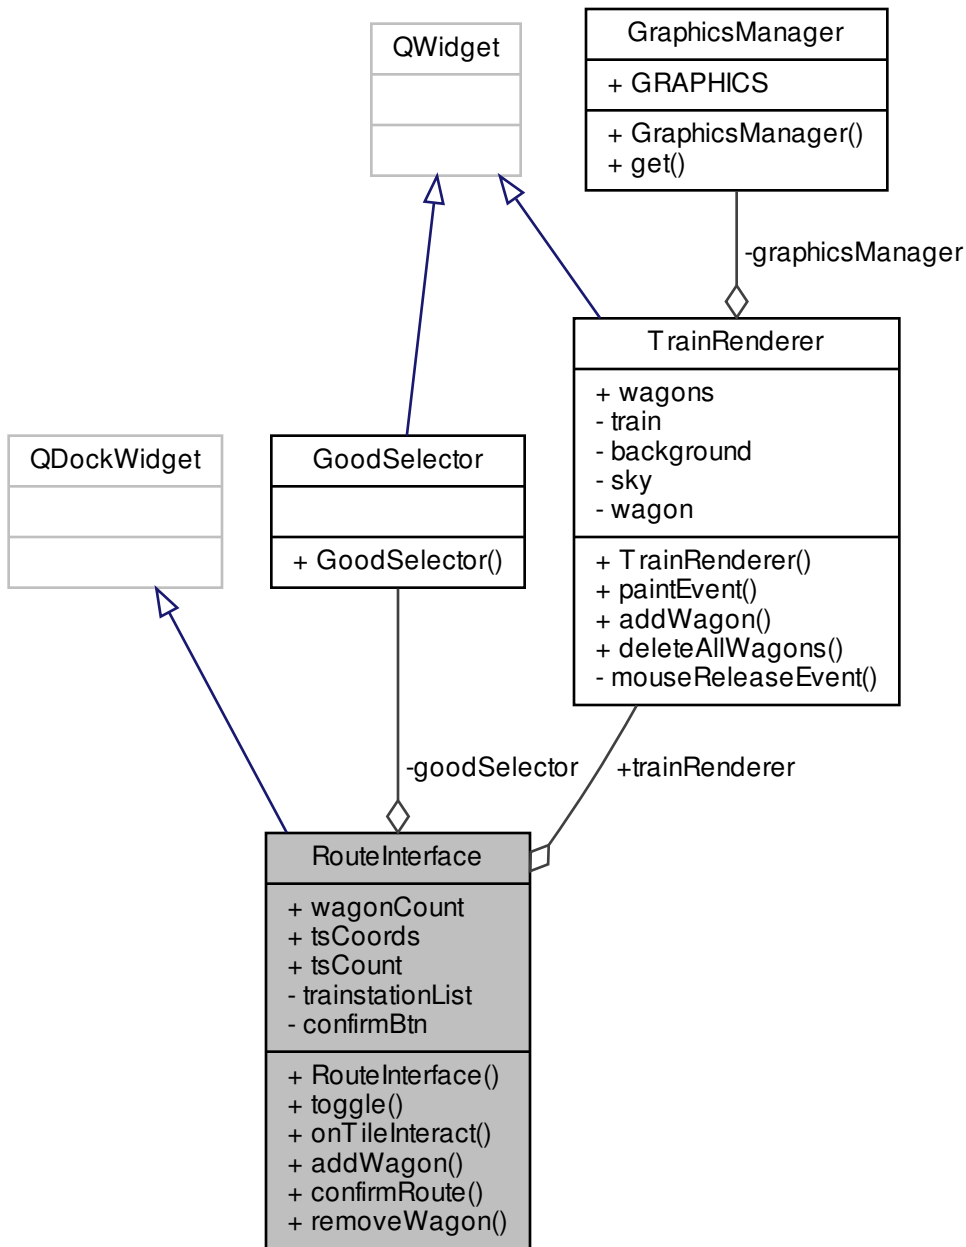 QWidget
GraphicsManager
+ GRAPHICS
+ GraphicsManager()
+ get()
-graphicsManager
TrainRenderer
+ wagons
- train
- background
- sky
- wagon
+ TrainRenderer()
+ paintEvent()
+ addWagon()
+ deleteAllWagons()
- mouseReleaseEvent()
QDockWidget
GoodSelector
+ GoodSelector()
-goodSelector
+trainRenderer
RouteInterface
+ wagonCount
+ tsCoords
+ tsCount
- trainstationList
- confirmBtn
+ RouteInterface()
+ toggle()
+ onTileInteract()
+ addWagon()
+ confirmRoute()
+ removeWagon()